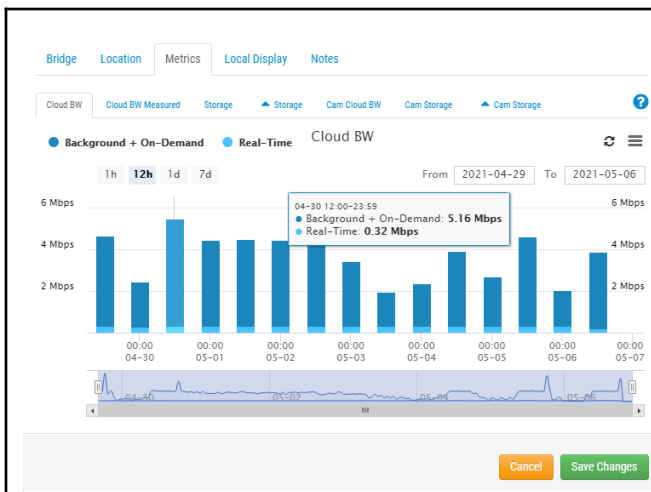 Bridge Location Metrics Local Display Notes
Cloud BW Cloud BW Measured Storage Storage Cam Cloud BW Cam Storage Cam Storage ?
Background + On-Demand Real-Time Cloud BW
1h 12h 1d 7d From 2021-04-29 To 2021-05-06
04-30 12:00-23:59
Background + On-Demand: 5.16 Mbps
Real-Time: 0.32 Mbps
6 Mbps 6 Mbps
4 Mbps 4 Mbps
2 Mbps 2 Mbps
00:00 00:00 00:00 00:00 00:00 00:00 00:00 00:00
04-30 05-01 05-02 05-03 05-04 05-05 05-06 05-07
04-30 05-02 05-04 05-06
Cancel Save Changes